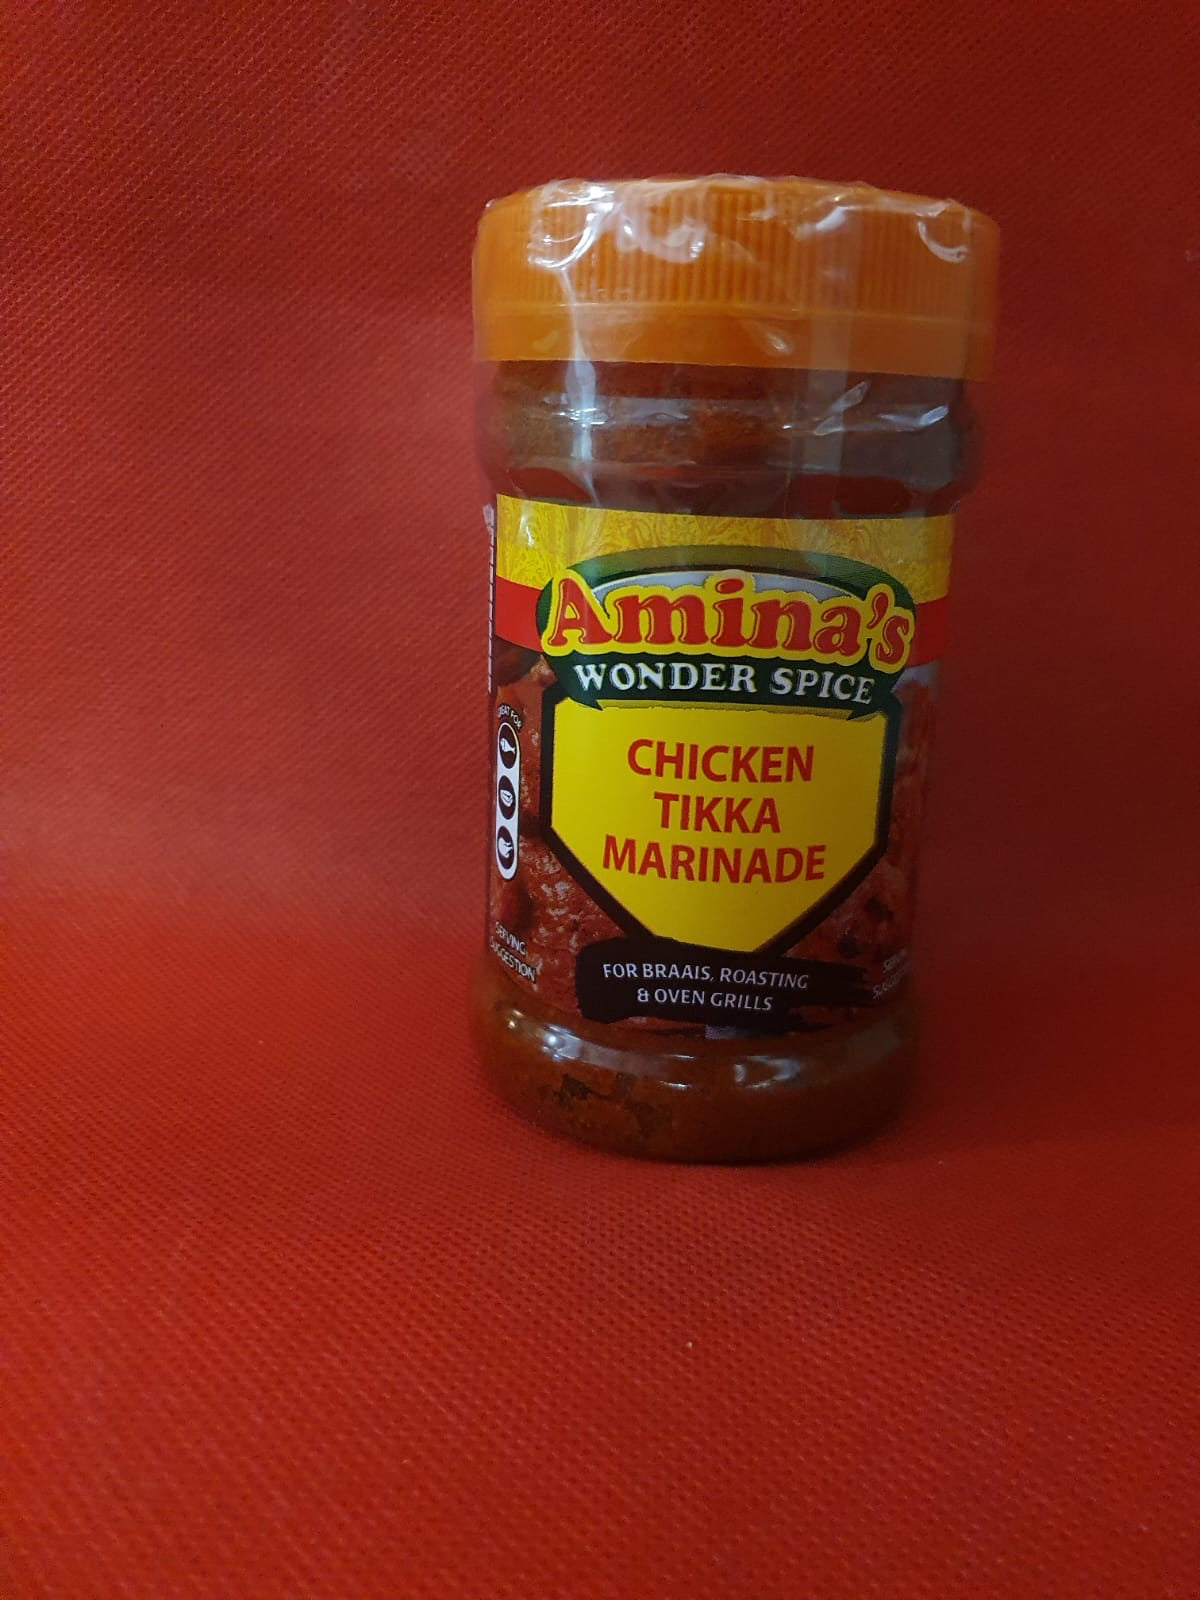 Amina's
WONDER SPICE
CHICKEN
TIKKA
MARINADE
FOR BRAAIS, ROASTING
& OVEN GRILLS
SERVING
SUGGESTION